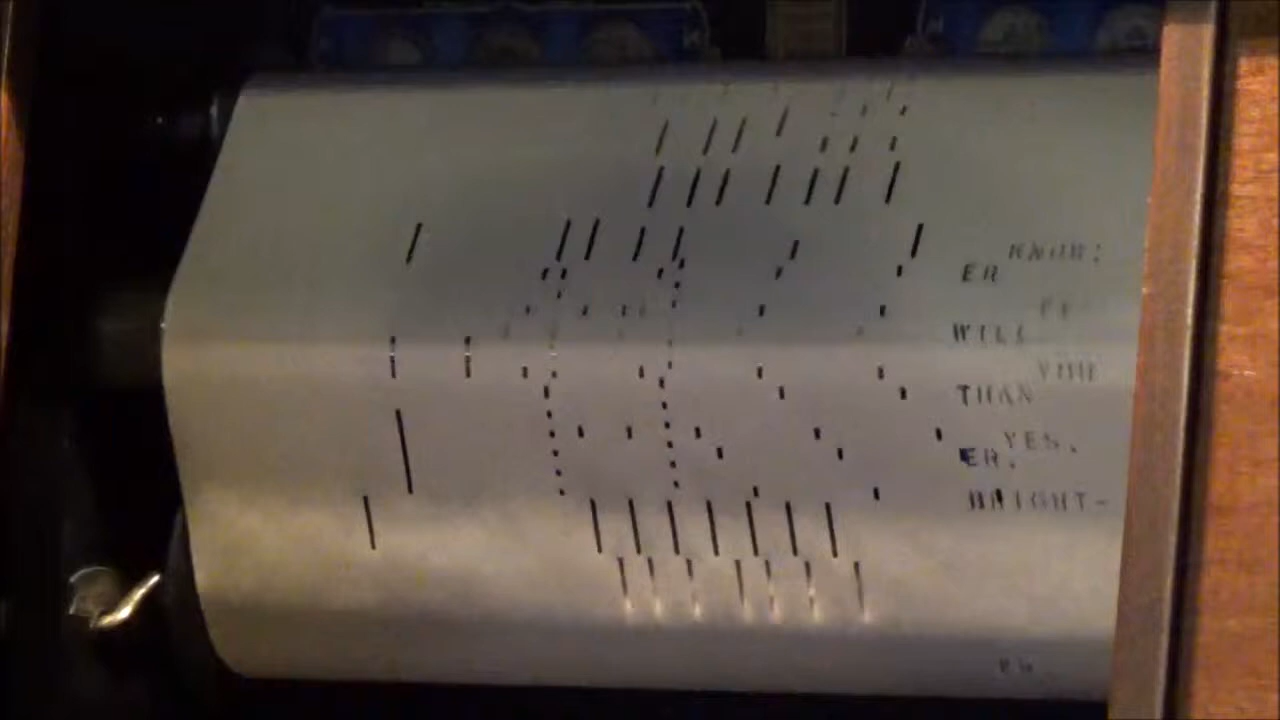 KNOW:
ER
WILL
THAN
YES.
ER.
BRIGHT-